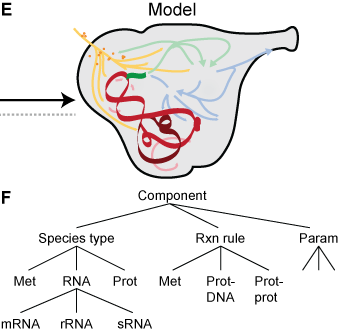 E Model
F
Component
Species type Rxn rule Param
Met RNA Prot Met Prot- Prot-
DNA prot
mRNA rRNA sRNA